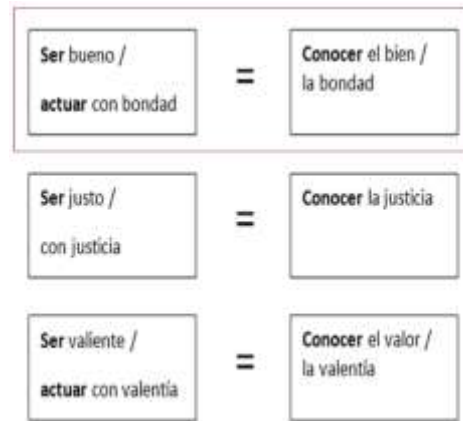 Ser bueno /
actuar con bondad
=
Conocer el bien /
la bondad
Ser justo /
con justicia
=
Conocer la justicia
Ser valiente /
actuar con valentía
=
Conocer el valor /
la valentía